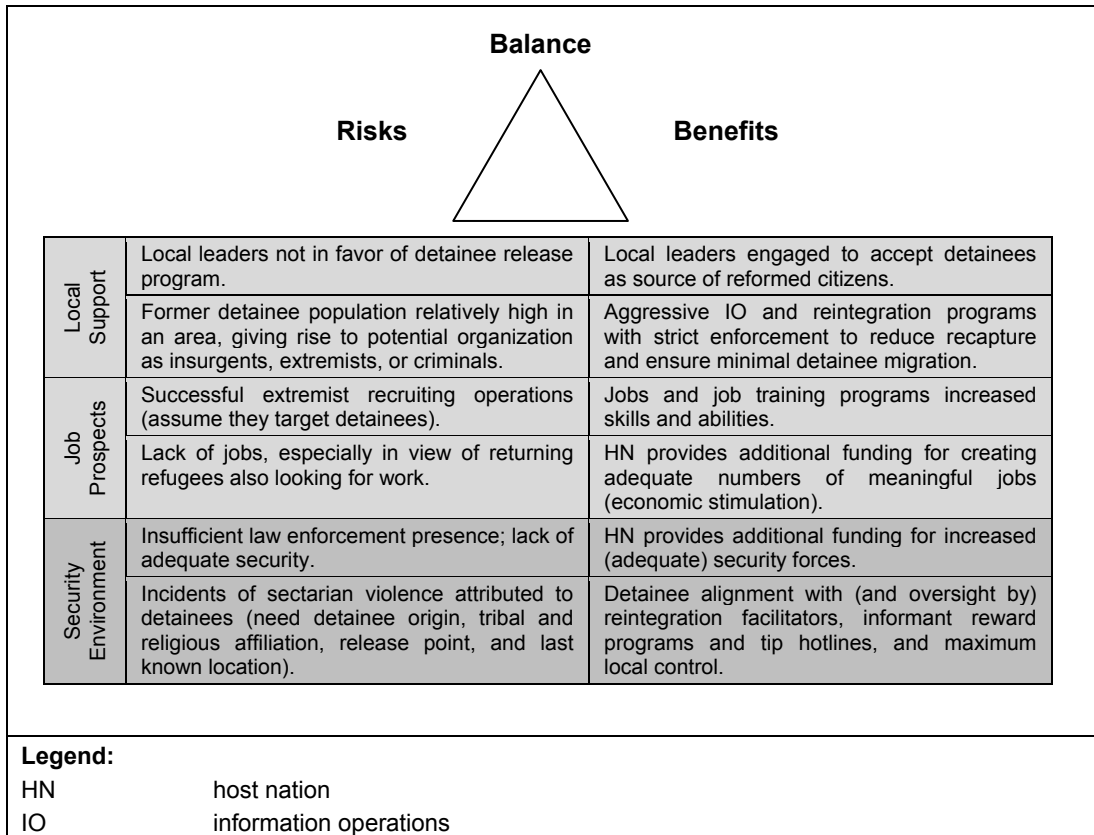 Balance
Risks
Benefits
Local Support
Local leaders not in favor of detainee release
program.
Local leaders engaged to accept detainees
as source of reformed citizens.
Former detainee population relatively high in
an area, giving rise to potential organization
as insurgents, extremists, or criminals.
Aggressive IO and reintegration programs
with strict enforcement to reduce recapture
and ensure minimal detainee migration.
Job Prospects
Successful extremist recruiting operations
(assume they target detainees).
Jobs and job training programs increased
skills and abilities.
Lack of jobs, especially in view of returning
refugees also looking for work.
HN provides additional funding for creating
adequate numbers of meaningful jobs
(economic stimulation).
Security Environment
Insufficient law enforcement presence; lack of
adequate security.
HN provides additional funding for increased
(adequate) security forces.
Incidents of sectarian violence attributed to
detainees (need detainee origin, tribal and
religious affiliation, release point, and last
known location).
Detainee alignment with (and oversight by)
reintegration facilitators, informant reward
programs and tip hotlines, and maximum
local control.
Legend:
HN host nation
IO information operations